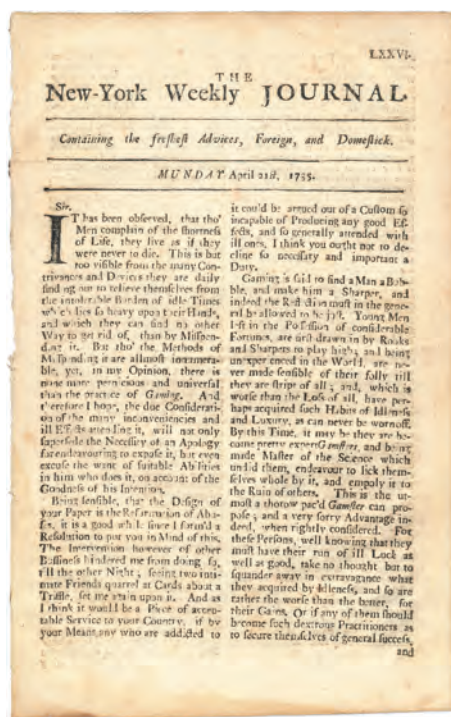 LXXVI.
THE
New-York Weekly JOURNAL.
Containing the freshest Advices, Foreign, and Domestick.
MUNDAY April 21st, 1735.
Sir,
IT has been observed, that tho'
Men complain of the shortness
of Life, they live as if they
were never to die. This is but
too visible from the many Con-
trivances and Devices they are daily
finding out to relieve themselves from
the intolerable Burden of idle Times
which lies so heavy upon their Hands,
and which they can find no other
Way to get rid of, than by Misspen-
ding it. But tho' the Methods of
Mispending it are allmost innumera-
ble, yet, in my Opinion, there is
none more pernicious and universal
than the practice of Gaming. And
therefore I hope, the due Considerati-
on of the many inconveniencies and
ill Effects attending it, will not only
supersede the Necessity of an Apology
for endeavouring to expose it, but even
excuse the want of suitable Abilities
in him who does it, on account of the
Goodness of his Intention.
Being sensible, that the Design of
your Paper is the Reformation of Abu-
ses, it is a good while since I form'd a
Resolution to put you in Mind of this.
The Intervention however of other
Business hindered me from doing so,
t'll the other Night; seeing two inti-
mate Friends quarrel at Cards about a
Trifle, set me again upon it. And as
I think it would be a Piece of accep-
table Service to your Country, if by
your Means any who are addicted to
it could be argued out of a Custom so
incapable of Producing any good Ef-
fects, and so generally attended with
ill ones, I think you ought not to de-
cline so necessary and important a
Duty.
Gaming is said to find a Man a Bub-
ble, and make him a Sharper, and
indeed the Reflection must in the gene-
ral be allowed to be just. Young Men
left in the Possession of considerable
Fortunes, are first drawn in by Rooks
and Sharpers to play high; and being
unexperienced in the World, are ne-
ver made sensible of their folly till
they are stript of all; and, which is
worse than the Loss of all, have per-
haps acquired such Habits of Idleness
and Luxury, as can never be wornoff.
By this Time, it may be they are be-
come pretty expert Gamsters, and being
made Master of the Science which
undid them, endeavour to lick them-
selves whole by it, and empoly it to
the Ruin of others. This is the ut-
most a thorow pac'd Gamster can pro-
pose; and a very sorry Advantage in-
deed, when rightly considered. For
these Persons, well knowing that they
must have their run of ill Luck as
well as good, take no thought but to
squander away in extravagance what
they acquired by Idleness, and so are
rather the worse than the better, for
their Gains. Or if any of them should
become such dextrous Practitioners as
to secure themselves of general success,
and